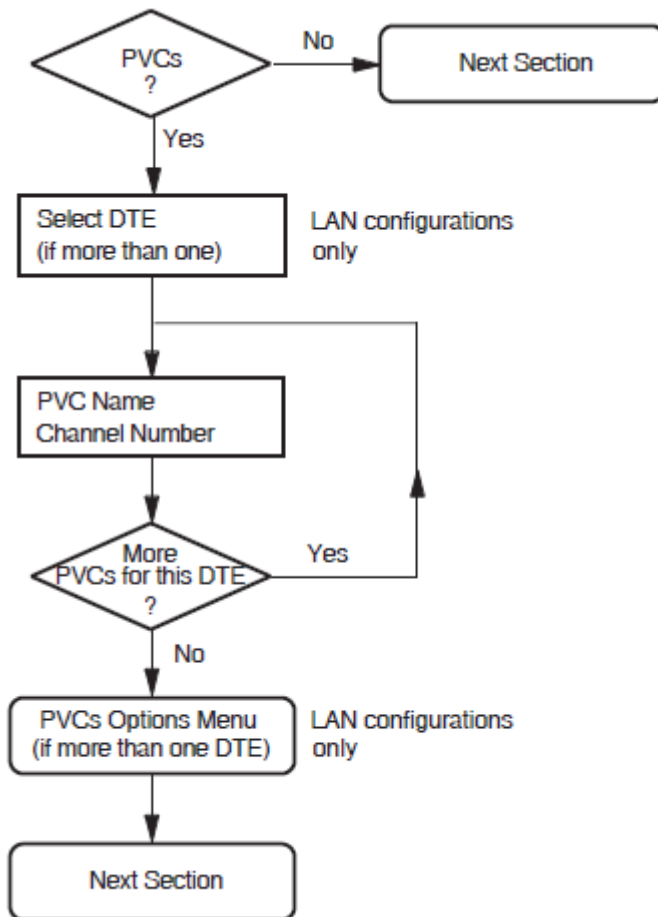 PVCs
?
No
Next Section
Yes
Select DTE
(if more than one)
LAN configurations
only
PVC Name
Channel Number
More
PVCs for this DTE
?
Yes
No
PVCs Options Menu
(if more than one DTE)
LAN configurations
only
Next Section